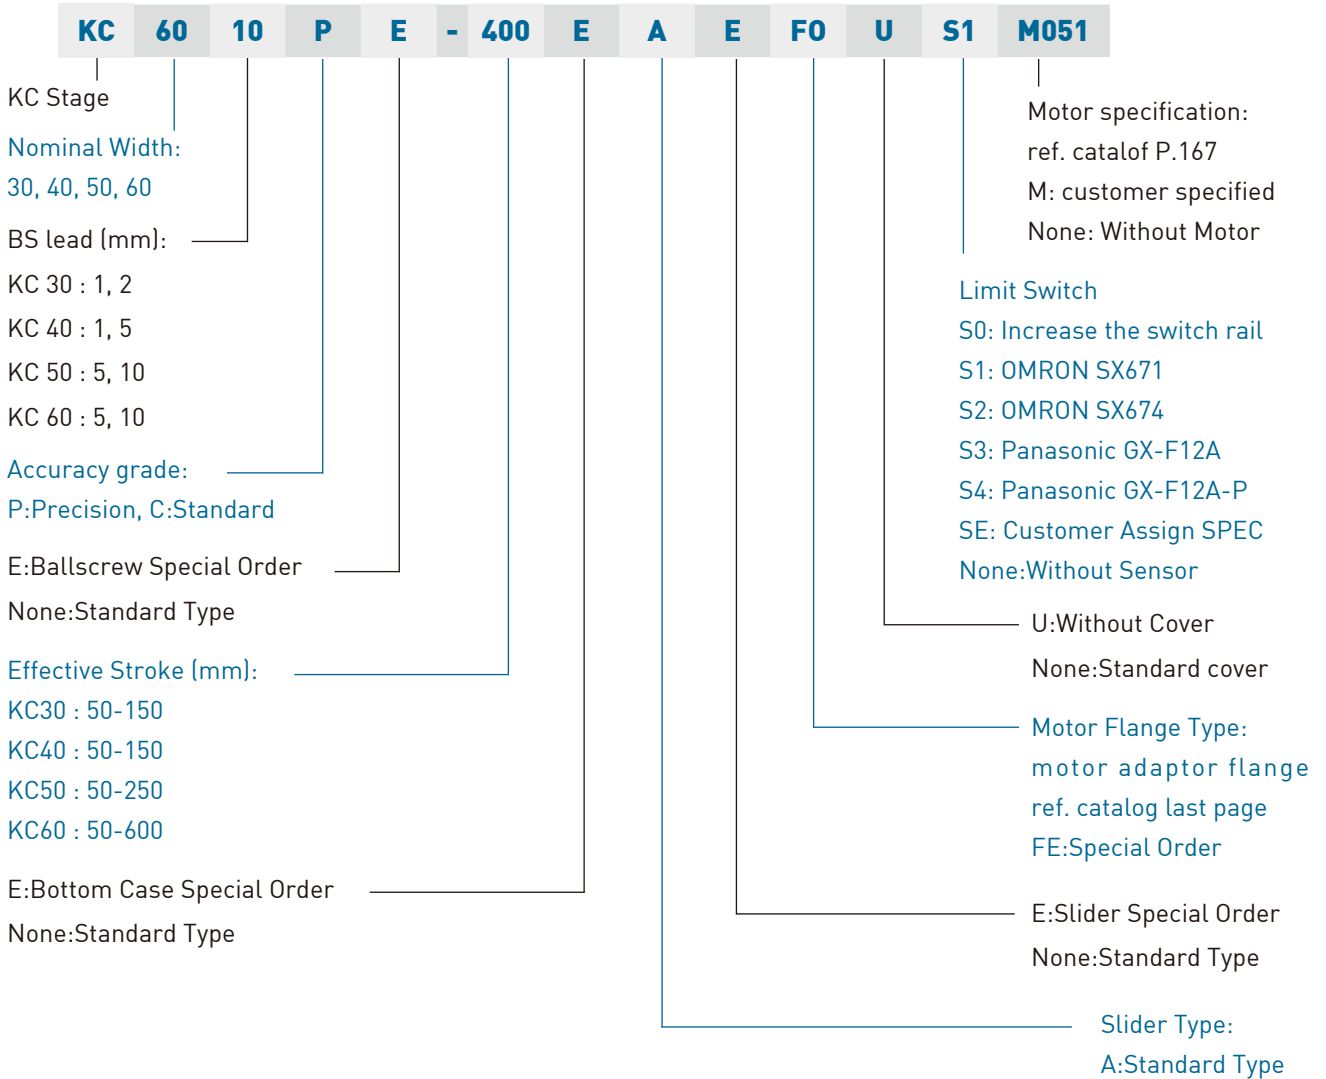 KC 60 10 P E - 400 E A E F0 U S1 M051
KC Stage
Nominal Width:
30, 40, 50, 60
BS lead (mm):
KC 30 : 1, 2
KC 40 : 1, 5
KC 50 : 5, 10
KC 60 : 5, 10
Accuracy grade:
P:Precision, C:Standard
E:Ballscrew Special Order
None:Standard Type
Effective Stroke (mm):
KC30 : 50-150
KC40 : 50-150
KC50 : 50-250
KC60 : 50-600
E:Bottom Case Special Order
None:Standard Type
Motor specification:
ref. catalof P.167
M: customer specified
None: Without Motor
Limit Switch
S0: Increase the switch rail
S1: OMRON SX671
S2: OMRON SX674
S3: Panasonic GX-F12A
S4: Panasonic GX-F12A-P
SE: Customer Assign SPEC
None:Without Sensor
U:Without Cover
None:Standard cover
Motor Flange Type:
motor adaptor flange
ref. catalog last page
FE:Special Order
E:Slider Special Order
None:Standard Type
Slider Type:
A:Standard Type